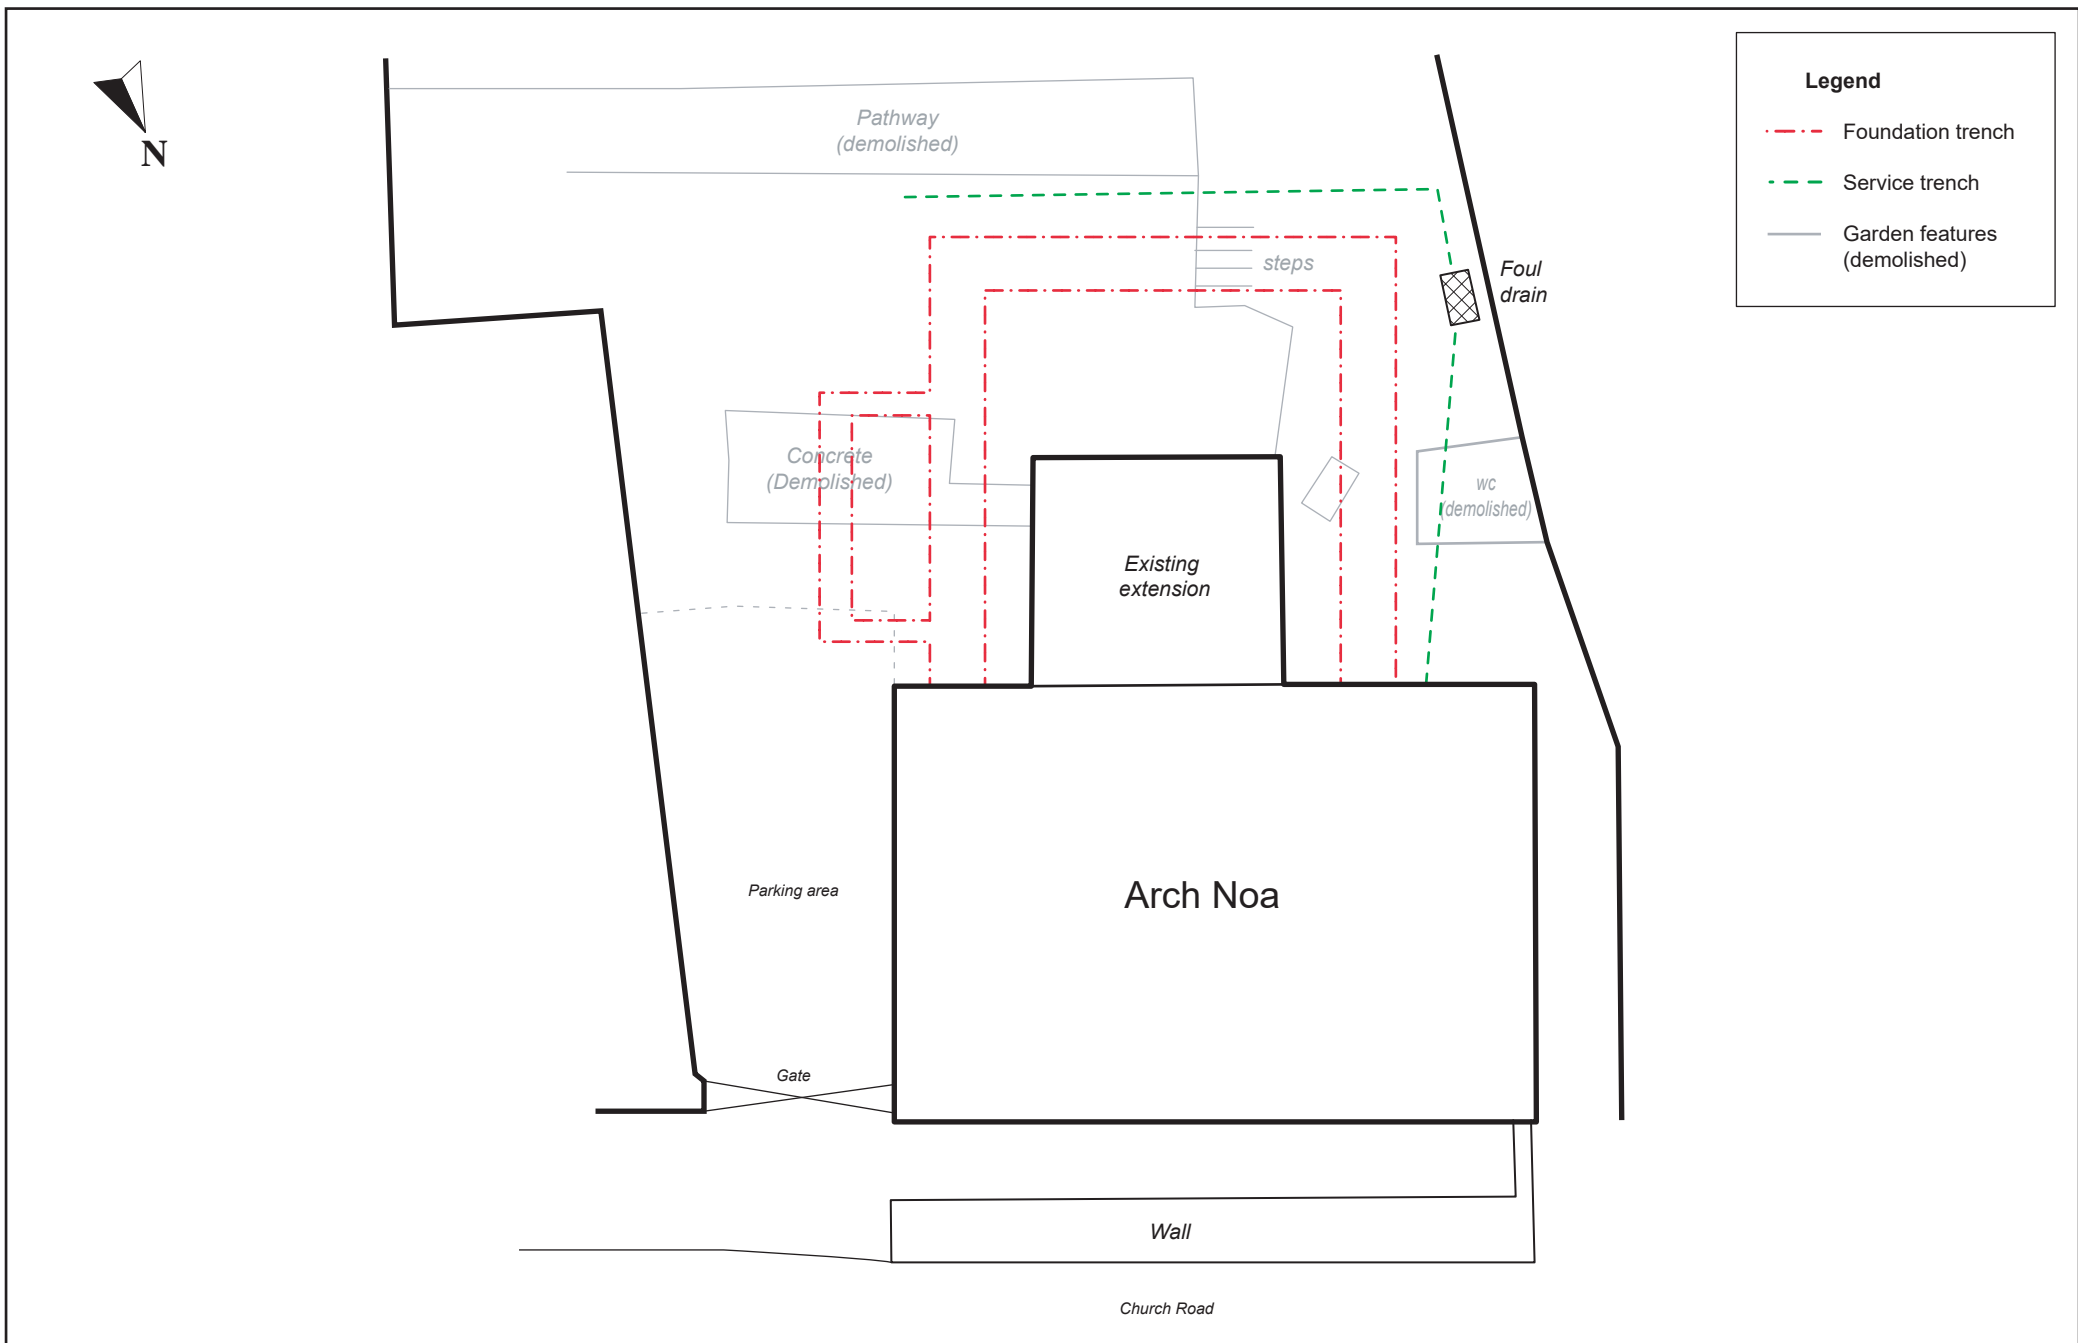 N
Pathway
(demolished)
steps
Foul
drain
Legend
Foundation trench
Service trench
Garden features
(demolished)
Concrete
(Demolished)
wc
(demolished)
Existing
extension
Parking area
Arch Noa
Gate
Wall
Church Road